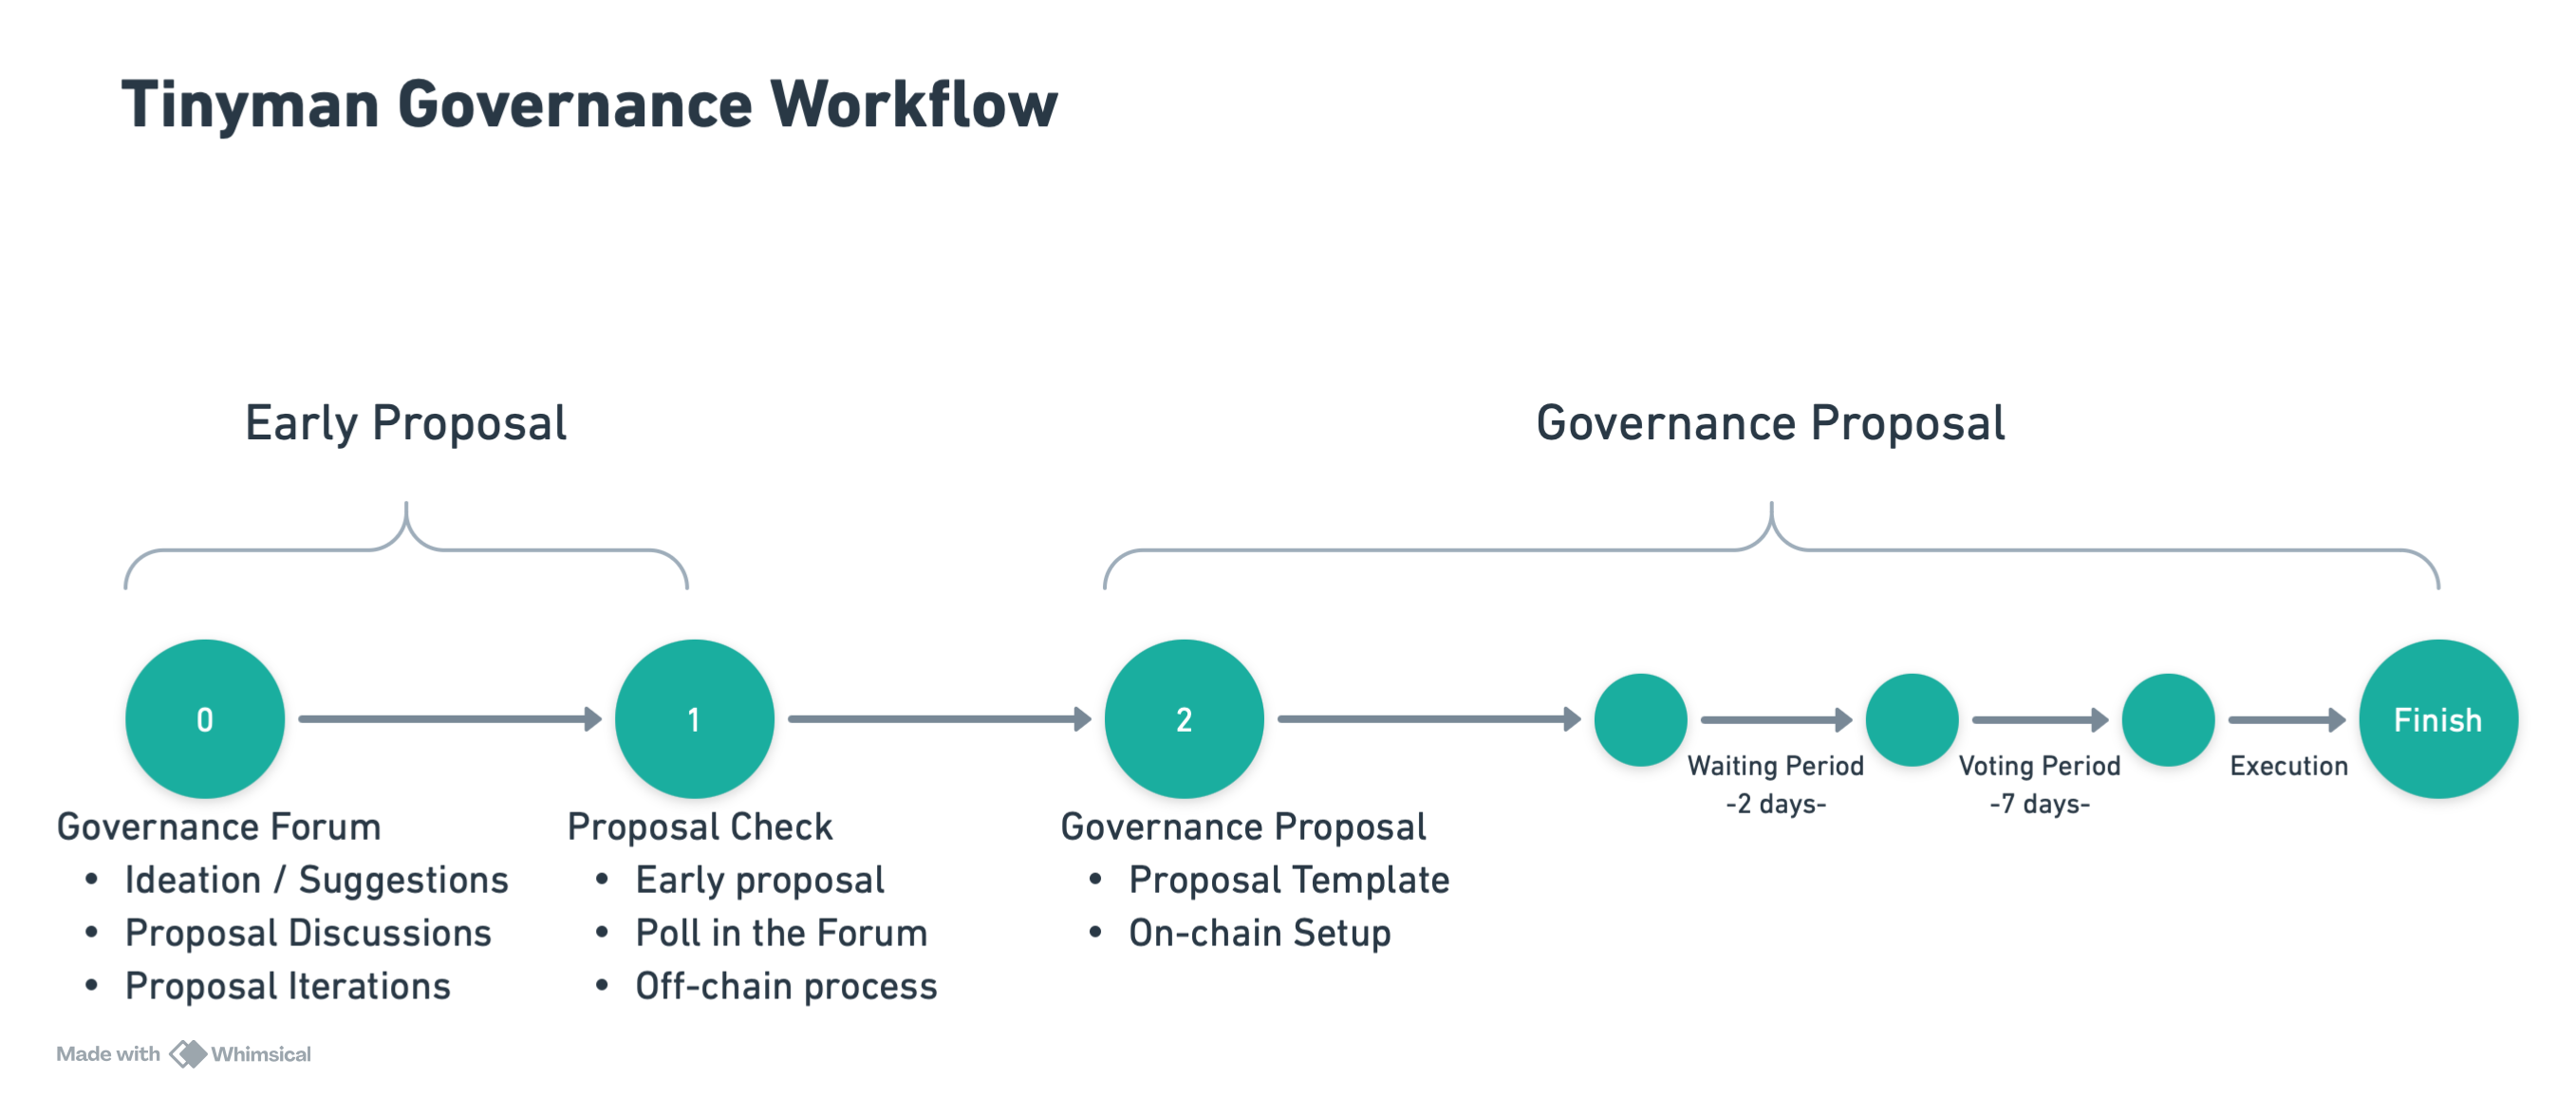 Tinyman Governance Workflow
Early Proposal
Governance Proposal
0
1
2
Finish
Waiting Period
-2 days-
Voting Period
-7 days-
Execution
Governance Forum
• Ideation / Suggestions
• Proposal Discussions
• Proposal Iterations
Proposal Check
• Early proposal
• Poll in the Forum
• Off-chain process
Governance Proposal
• Proposal Template
• On-chain Setup
Made with Whimsical